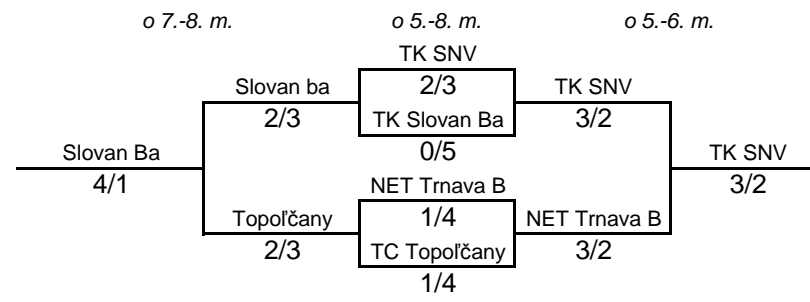 o 7.-8. m. o 5.-8. m. o 5.-6. m.
TK SNV
Slovan ba 2/3 TK SNV
2/3 TK Slovan Ba 3/2
Slovan Ba 0/5 TK SNV
4/1 NET Trnava B 3/2
Topoľčany 1/4 NET Trnava B
2/3 TC Topoľčany 3/2
1/4